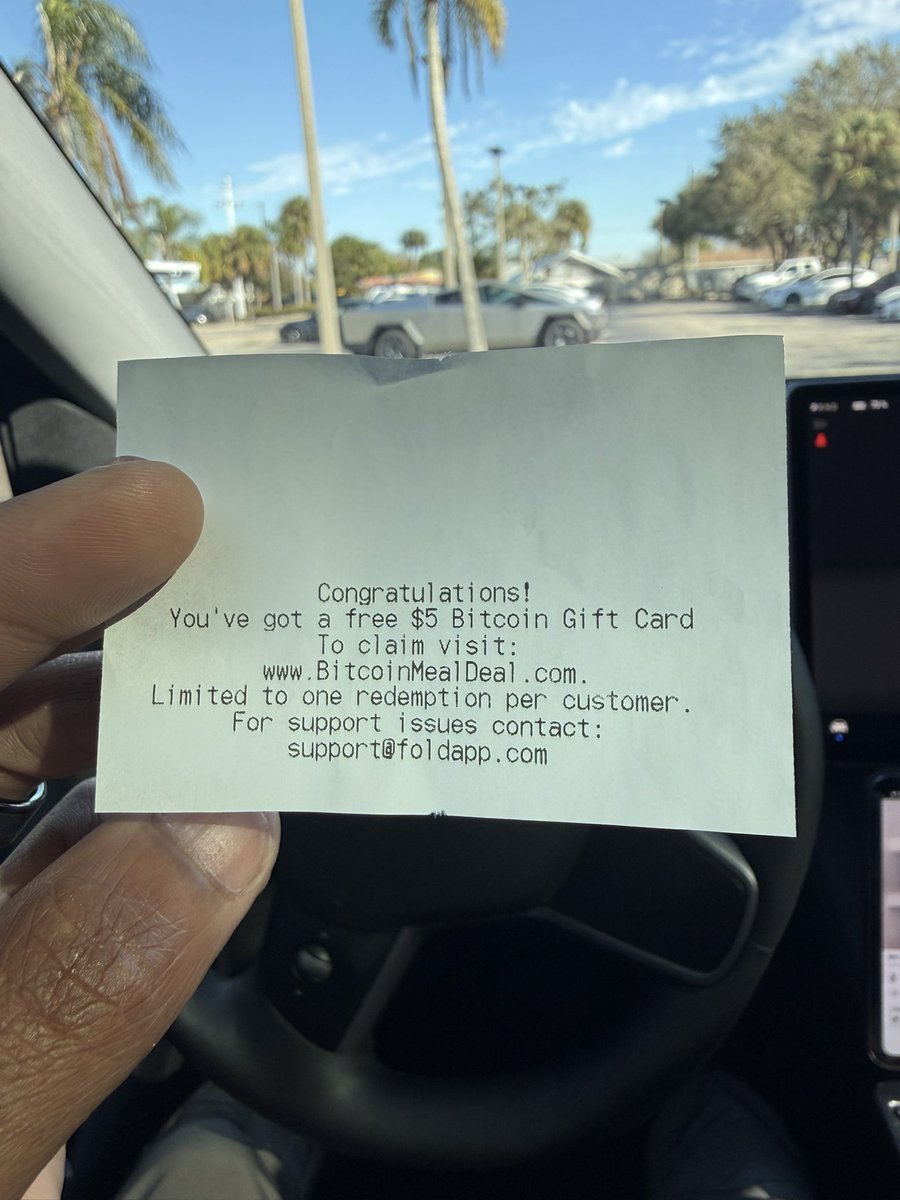 Congratulations!
You've got a free $5 Bitcoin Gift Card
To claim visit:
www.BitcoinMealDeal.com.
Limited to one redemption per customer.
For support issues contact:
support@foldapp.com